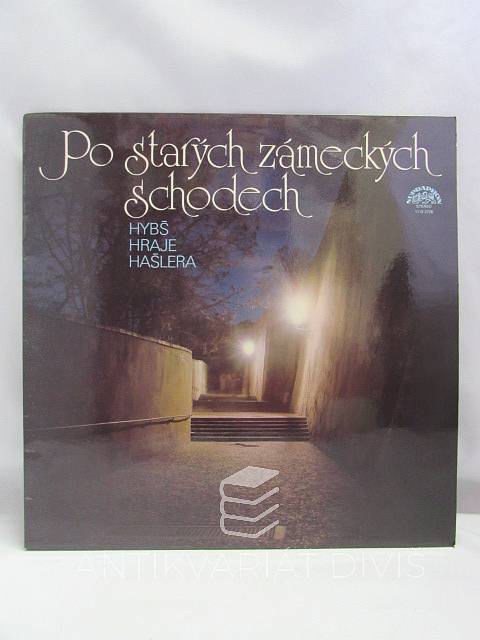 Po starých zámeckých
schodech
HYBŠ
HRAJE
HAŠLERA
SUPRAPHON
STEREO
ANTIKVARIÁT DIVIŠ